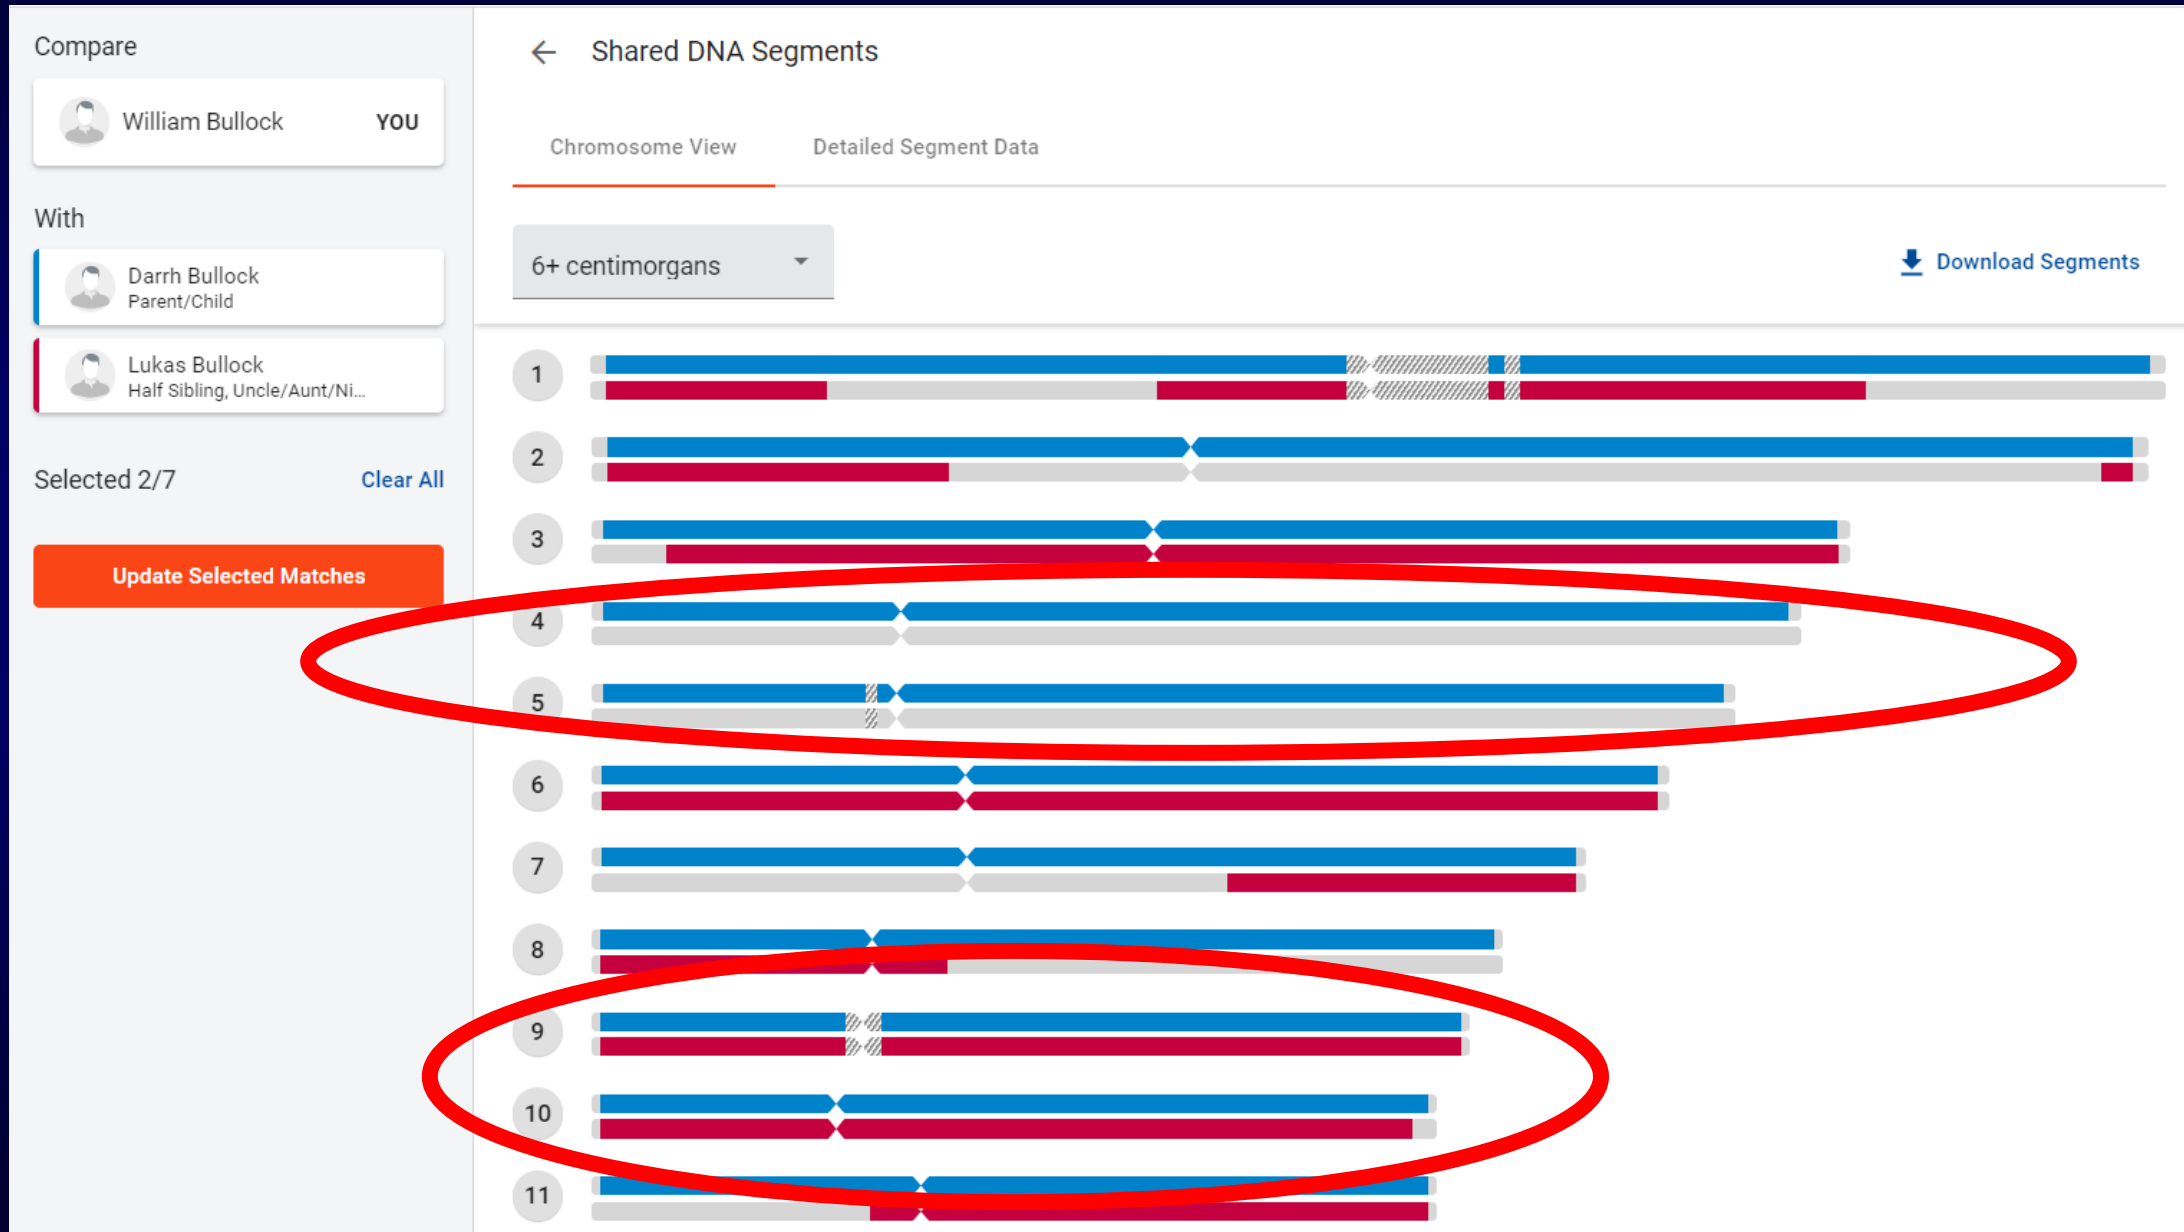 Compare
William Bullock YOU
With
Darrh Bullock
Parent/Child
Lukas Bullock
Half Sibling, Uncle/Aunt/Ni...
Selected 2/7 Clear All
Update Selected Matches
Shared DNA Segments
Chromosome View Detailed Segment Data
6+ centimorgans
Download Segments
1
2
3
4
5
6
7
8
9
10
11